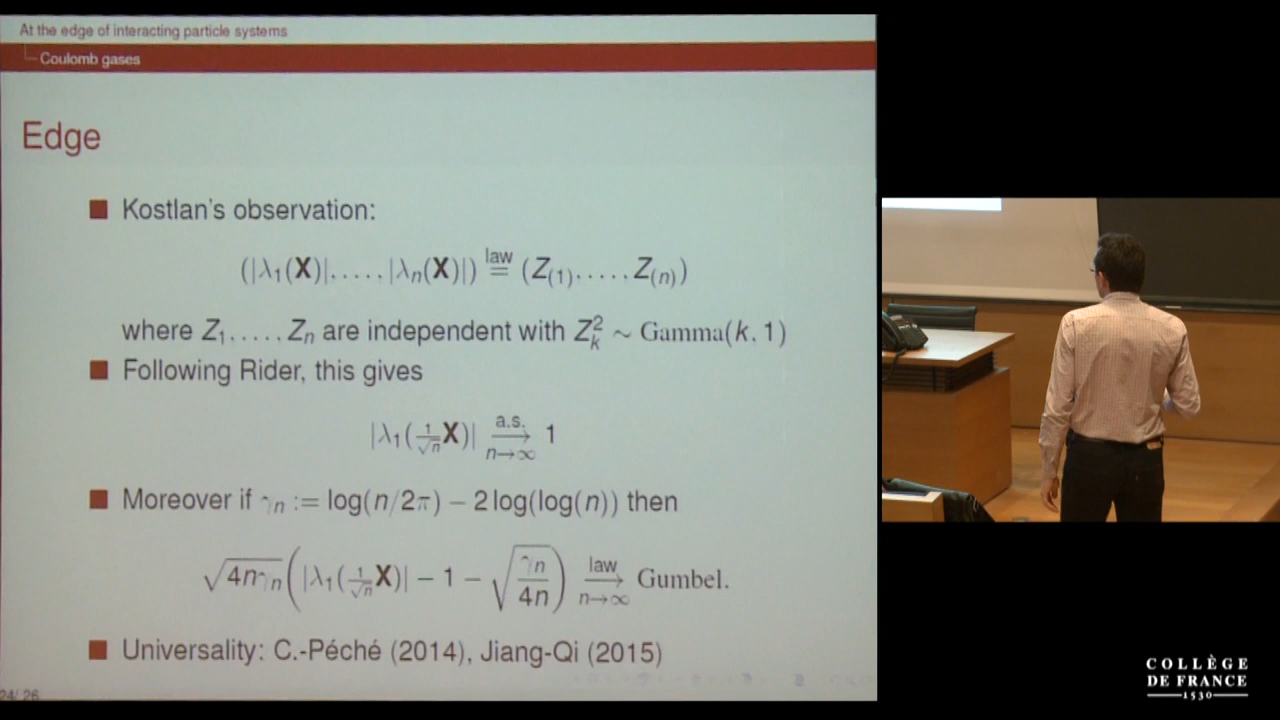 At the edge of interacting particle systems
Coulomb gases
Edge
Kostlan's observation:
(|λ₁(X)|, . . . , |λₙ(X)|) law= (Z₍₁₎, . . . , Z₍ₙ₎)
where Z₁, . . . , Zₙ are independent with Zₖ² ∼ Gamma(k, 1)
Following Rider, this gives
|λ₁(1/√n X)| a.s.→ n→∞ 1
Moreover if γₙ := log(n/2π) − 2 log(log(n)) then
√4nγₙ (|λ₁(1/√n X)| − 1 − √(γₙ/4n)) law→ n→∞ Gumbel.
Universality: C.-Péché (2014), Jiang-Qi (2015)
24/ 26
COLLÈGE
DE FRANCE
1530